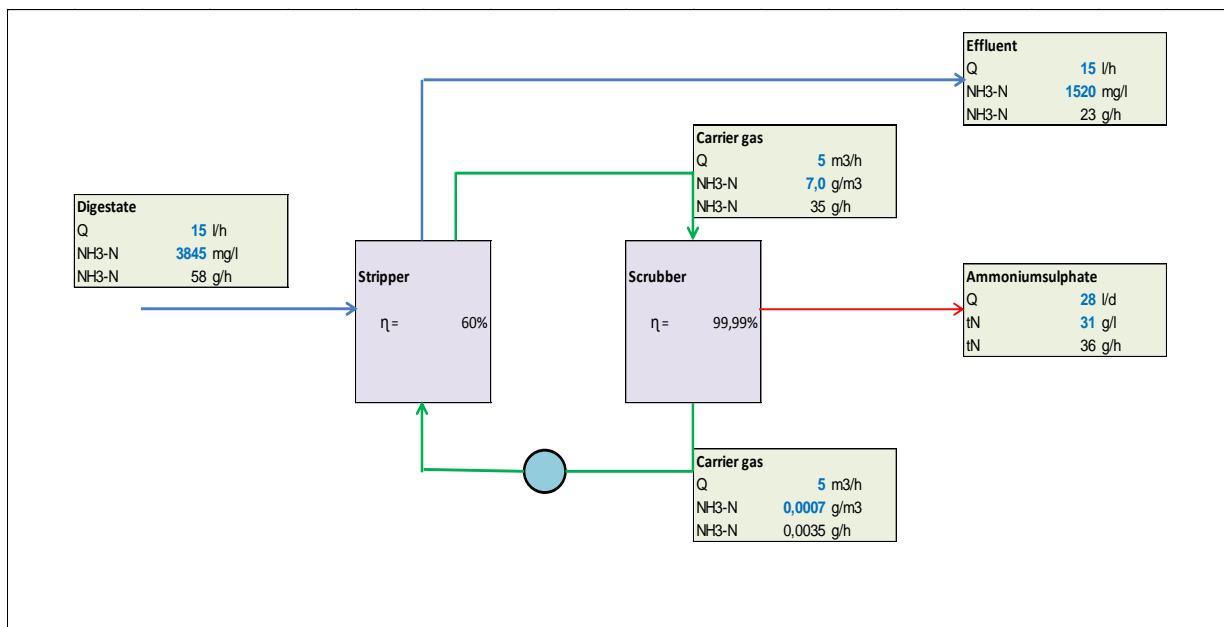 Effluent
Q 15 l/h
NH3-N 1520 mg/l
NH3-N 23 g/h
Carrier gas
Q 5 m3/h
NH3-N 7,0 g/m3
NH3-N 35 g/h
Digestate
Q 15 l/h
NH3-N 3845 mg/l
NH3-N 58 g/h
Stripper
η = 60%
Scrubber
η = 99,99%
Ammoniumsulphate
Q 28 l/d
tN 31 g/l
tN 36 g/h
Carrier gas
Q 5 m3/h
NH3-N 0,0007 g/m3
NH3-N 0,0035 g/h